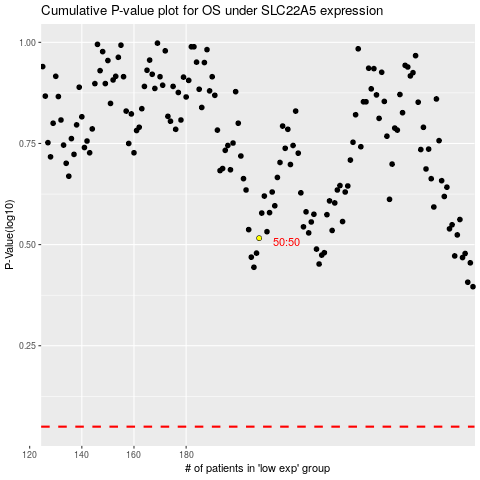 Cumulative P-value plot for OS under SLC22A5 expression
1.00
0.75
0.50
0.25
P-Value(log10)
50:50
120 140 160 180
# of patients in 'low exp' group